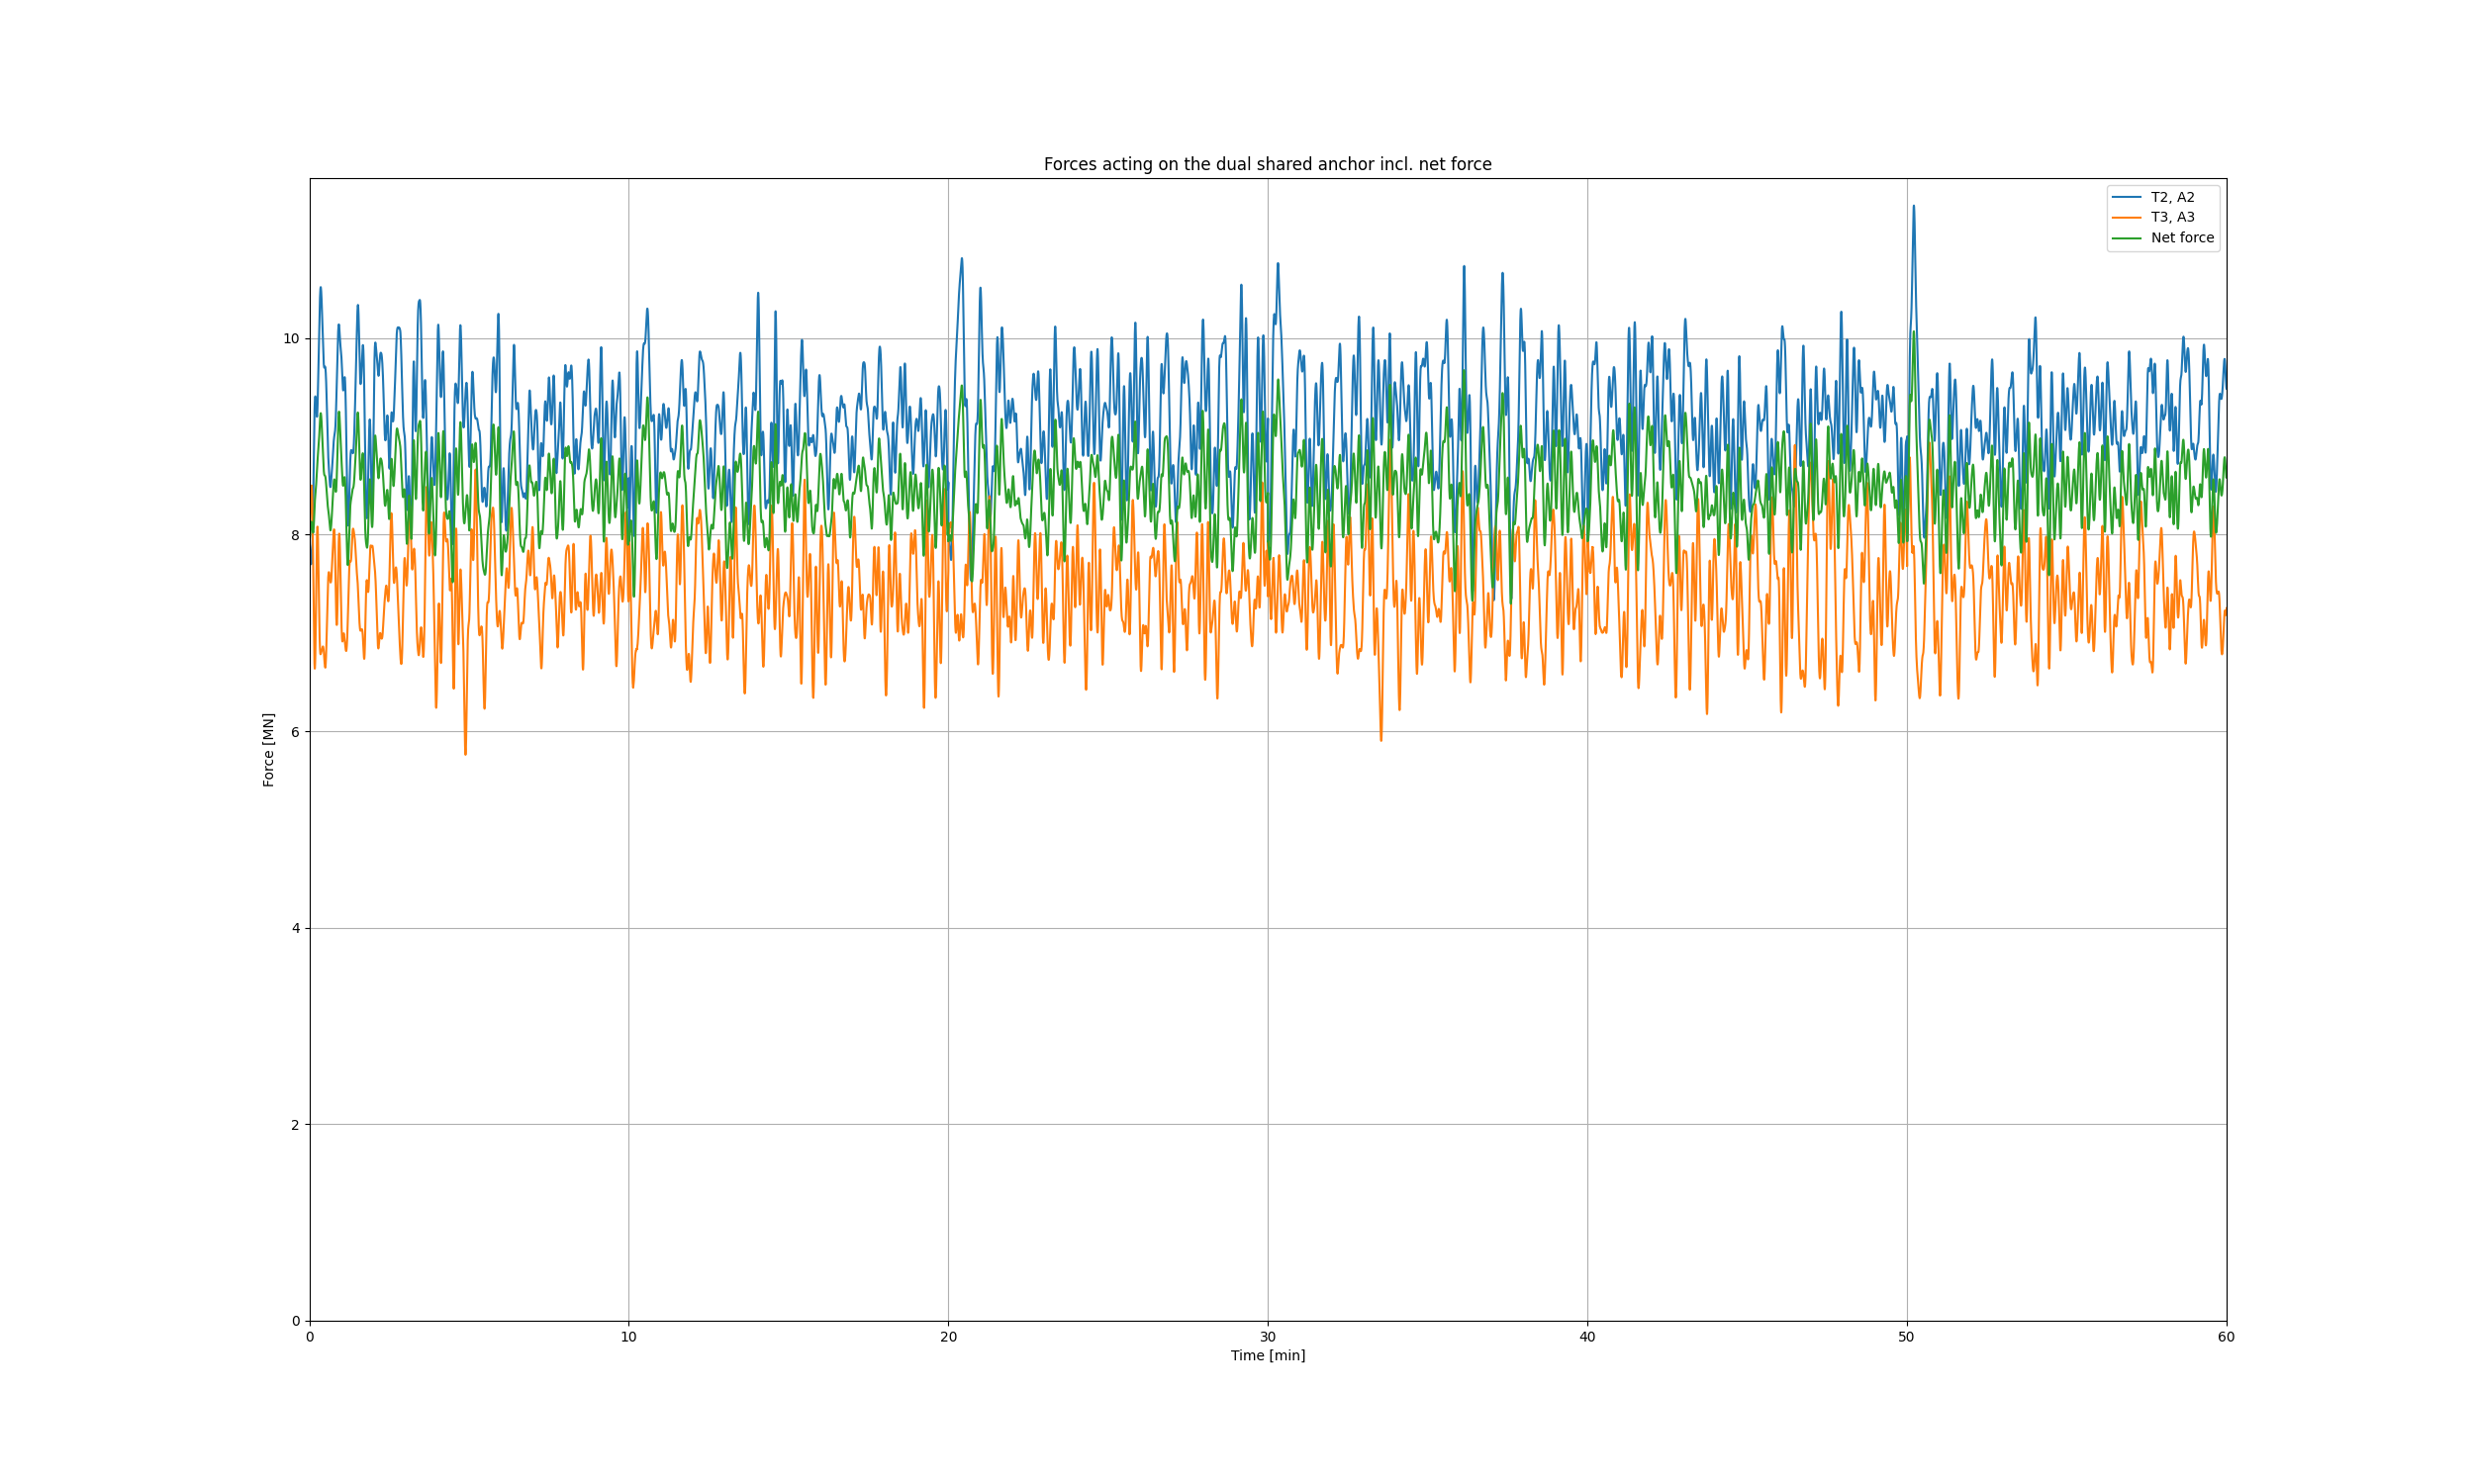 Forces acting on the dual shared anchor incl. net force
T2, A2
T3, A3
Net force
Force [MN]
10
8
6
4
2
0
0 10 20 30 40 50 60
Time [min]